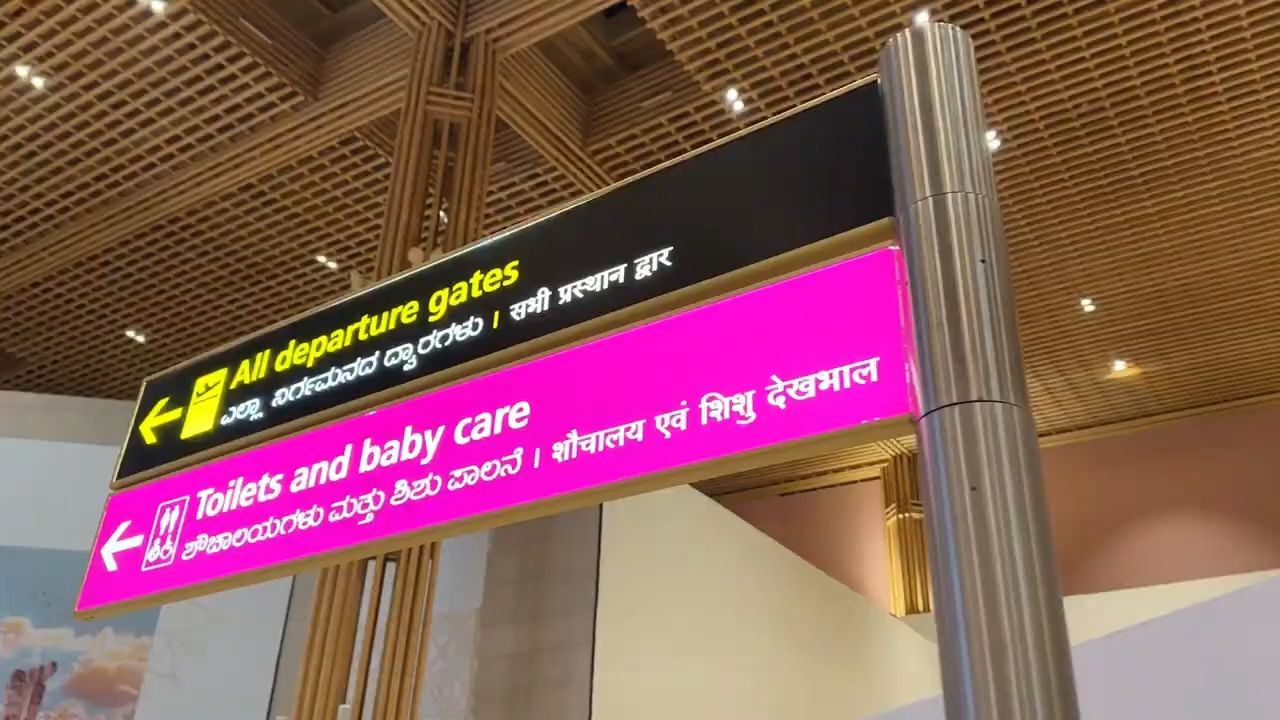 All departure gates
ಎಲ್ಲಾ ನಿರ್ಗಮನದ ದ್ವಾರಗಳು | सभी प्रस्थान द्वार
Toilets and baby care
ಶೌಚಾಲಯಗಳು ಮತ್ತು ಶಿಶು ಪಾಲನೆ | शौचालय एवं शिशु देखभाल